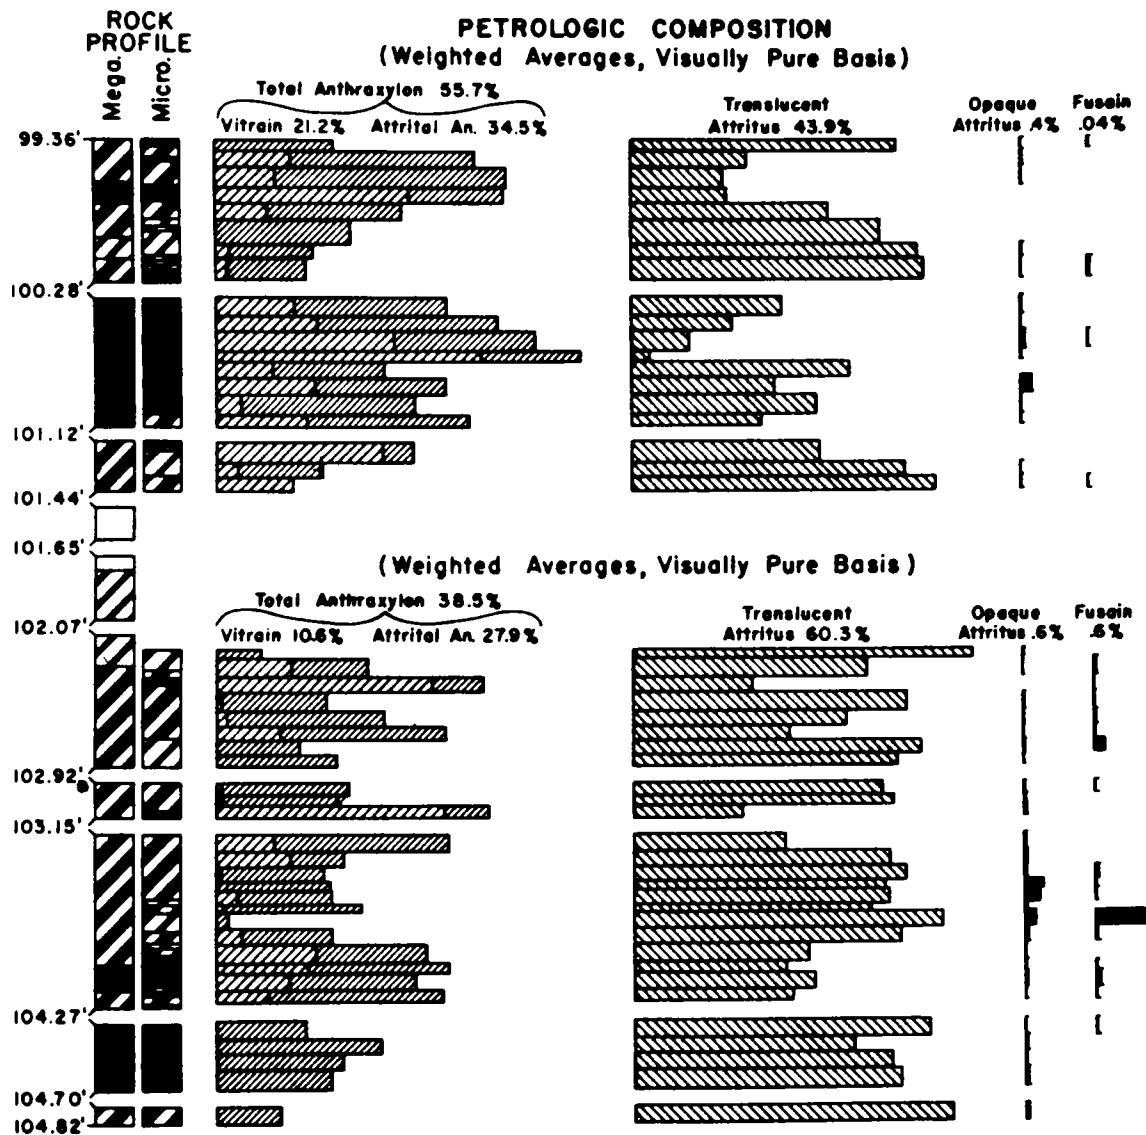 ROCK
PROFILE
Mega.
Micro.
PETROLOGIC COMPOSITION
(Weighted Averages, Visually Pure Basis)
Total Anthraxylon 55.7%
Vitrain 21.2% Attrital An. 34.5%
Translucent
Attritus 43.9%
Opaque
Attritus .4%
Fusain
.04%
99.36'
100.28'
101.12'
101.44'
101.65'
102.07'
(Weighted Averages, Visually Pure Basis)
Total Anthraxylon 38.5%
Vitrain 10.6% Attrital An. 27.9%
Translucent
Attritus 60.3%
Opaque
Attritus .6%
Fusain
.6%
102.92'
103.15'
104.27'
104.70'
104.82'